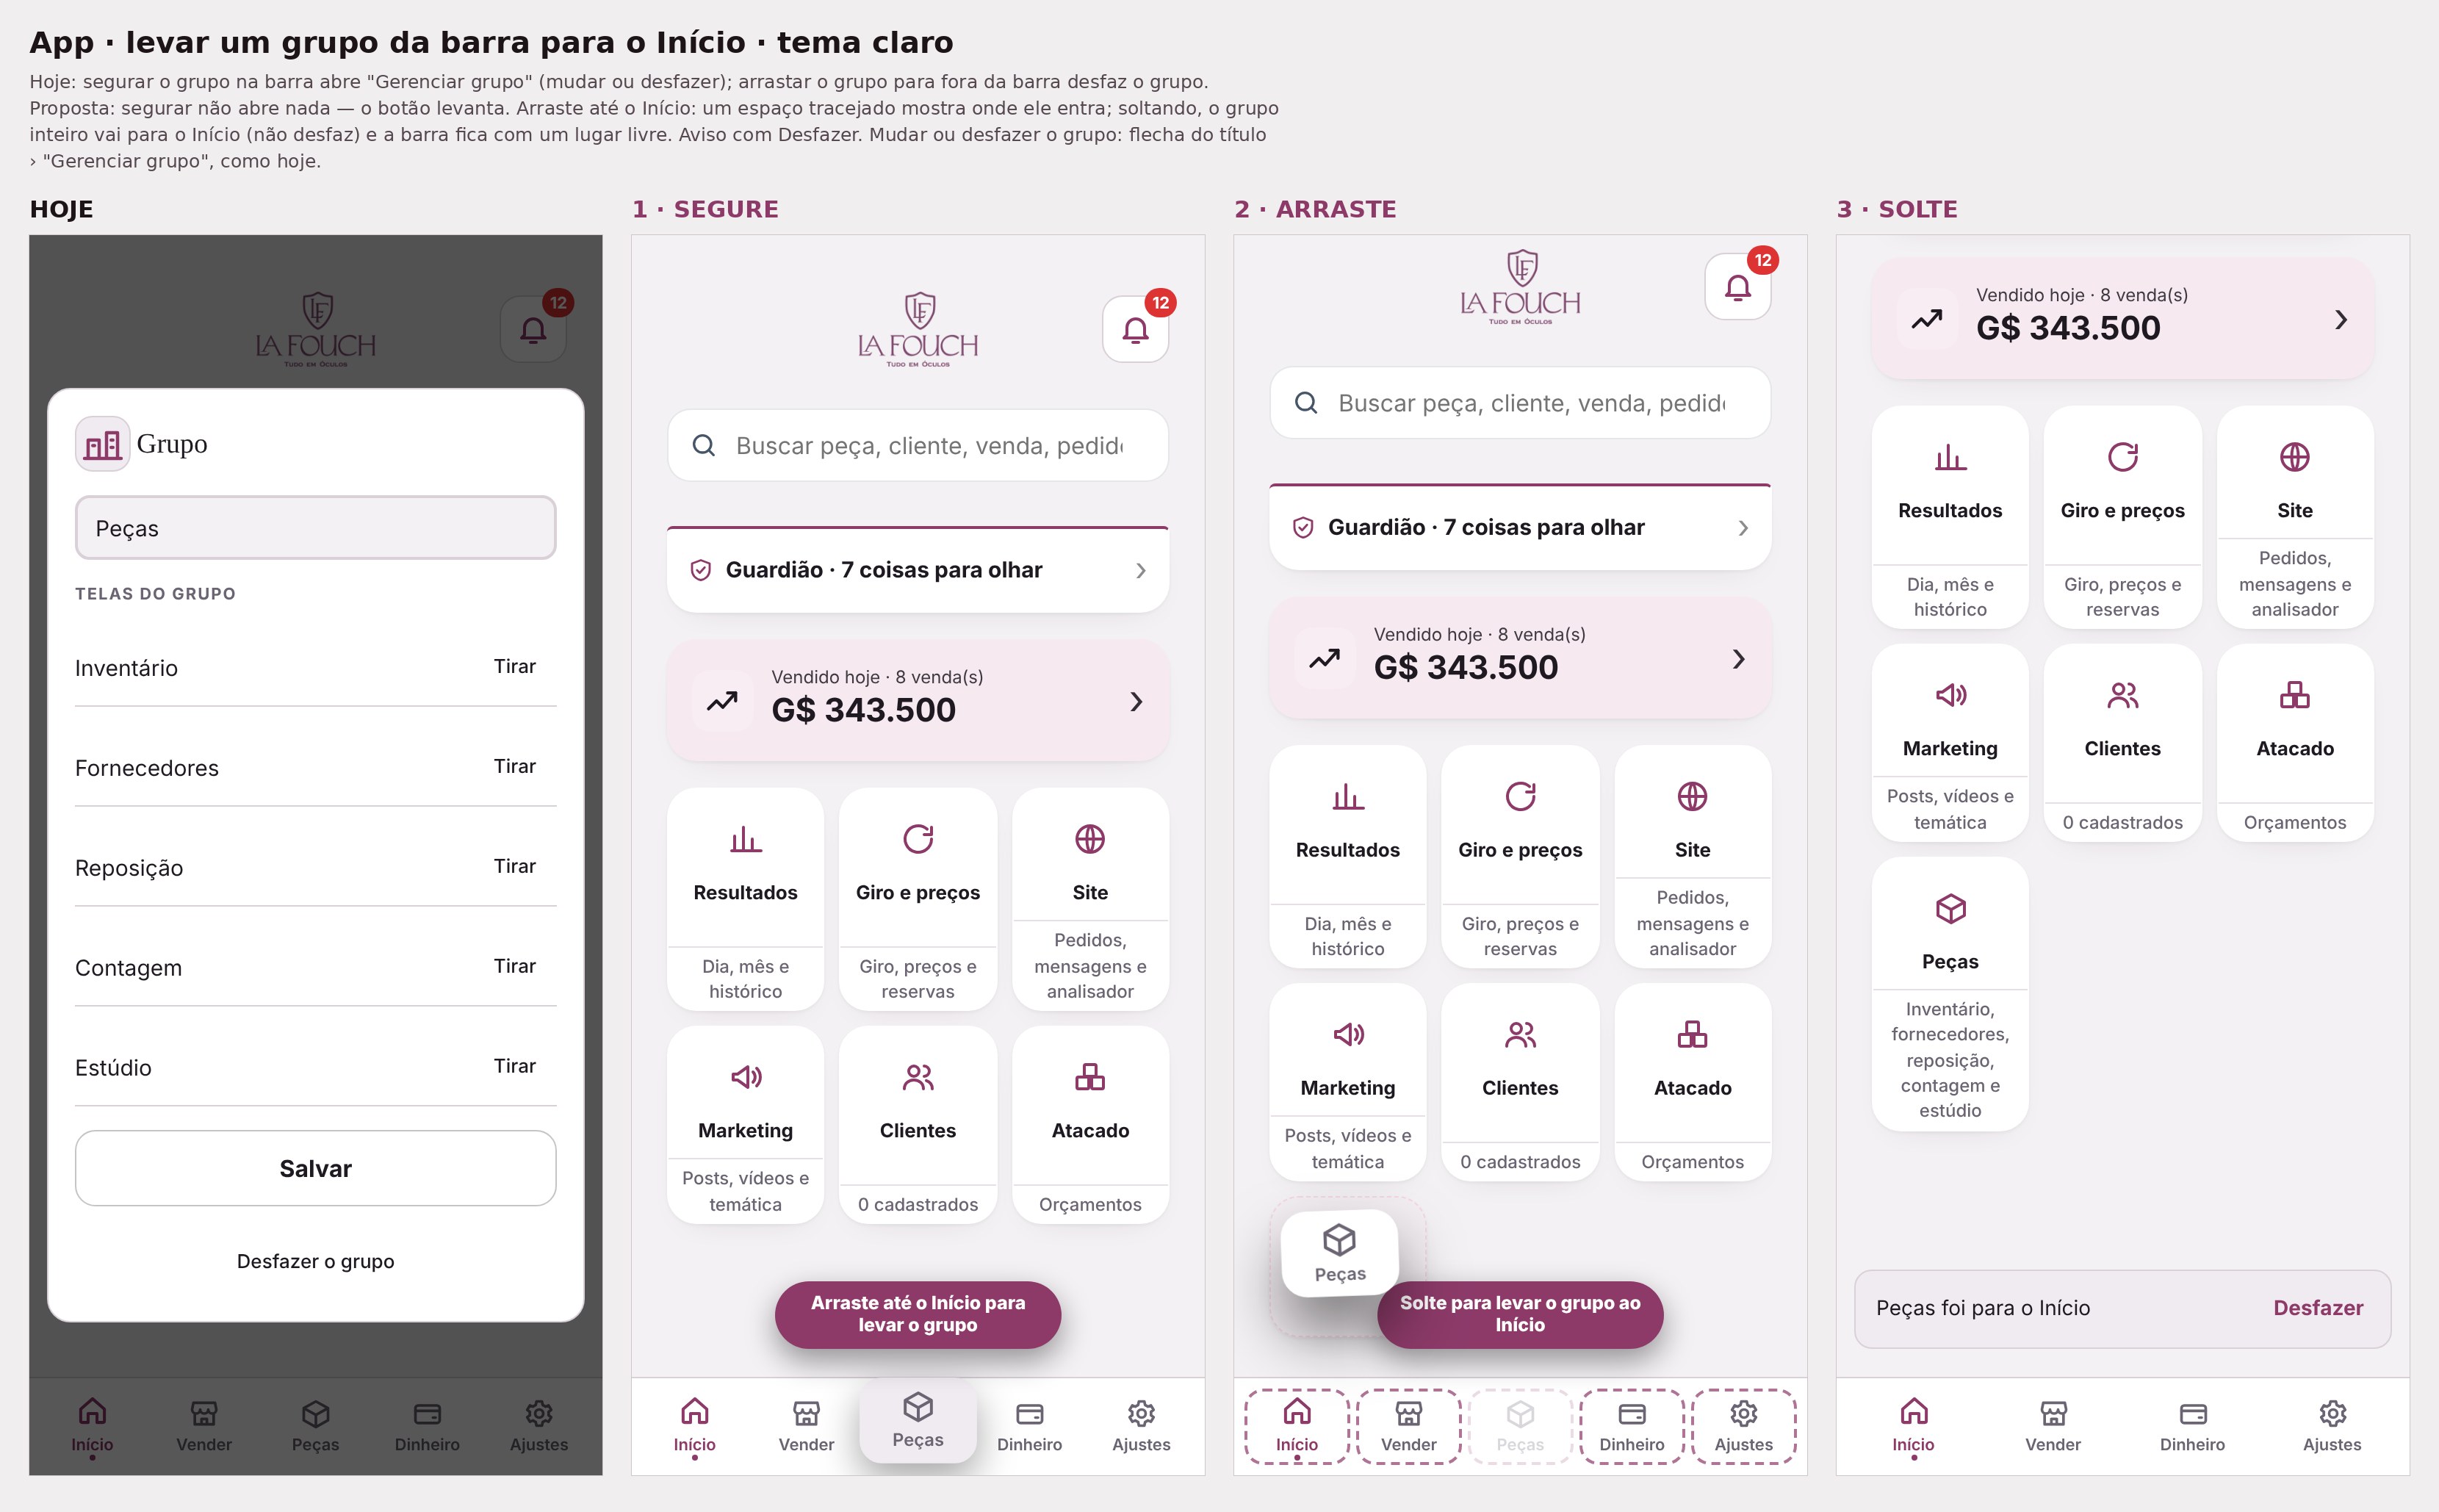 App · levar um grupo da barra para o Início · tema claro
Hoje: segurar o grupo na barra abre "Gerenciar grupo" (mudar ou desfazer); arrastar o grupo para fora da barra desfaz o grupo.
Proposta: segurar não abre nada — o botão levanta. Arraste até o Início: um espaço tracejado mostra onde ele entra; soltando, o grupo
inteiro vai para o Início (não desfaz) e a barra fica com um lugar livre. Aviso com Desfazer. Mudar ou desfazer o grupo: flecha do título
› "Gerenciar grupo", como hoje.
HOJE
12
LF
LA FOUCH
TUDO EM ÓCULOS
Grupo
Peças
TELAS DO GRUPO
Inventário Tirar
Fornecedores Tirar
Reposição Tirar
Contagem Tirar
Estúdio Tirar
Salvar
Desfazer o grupo
Início Vender Peças Dinheiro Ajustes
1 · SEGURE
12
LF
LA FOUCH
TUDO EM ÓCULOS
Buscar peça, cliente, venda, pedid
Guardião · 7 coisas para olhar
Vendido hoje · 8 venda(s)
G$ 343.500
Resultados Giro e preços Site
Dia, mês e
histórico
Giro, preços e
reservas
Pedidos,
mensagens e
analisador
Marketing Clientes Atacado
Posts, vídeos e
temática
0 cadastrados
Orçamentos
Arraste até o Início para
levar o grupo
Início Vender Peças Dinheiro Ajustes
2 · ARRASTE
12
LF
LA FOUCH
TUDO EM ÓCULOS
Buscar peça, cliente, venda, pedid
Guardião · 7 coisas para olhar
Vendido hoje · 8 venda(s)
G$ 343.500
Resultados Giro e preços Site
Dia, mês e
histórico
Giro, preços e
reservas
Pedidos,
mensagens e
analisador
Marketing Clientes Atacado
Posts, vídeos e
temática
0 cadastrados
Orçamentos
Peças
Solte para levar o grupo ao
Início
Início Vender Peças Dinheiro Ajustes
3 · SOLTE
Vendido hoje · 8 venda(s)
G$ 343.500
Resultados Giro e preços Site
Dia, mês e
histórico
Giro, preços e
reservas
Pedidos,
mensagens e
analisador
Marketing Clientes Atacado
Posts, vídeos e
temática
0 cadastrados
Orçamentos
Peças
Inventário,
fornecedores,
reposição,
contagem e
estúdio
Peças foi para o Início Desfazer
Início Vender Dinheiro Ajustes